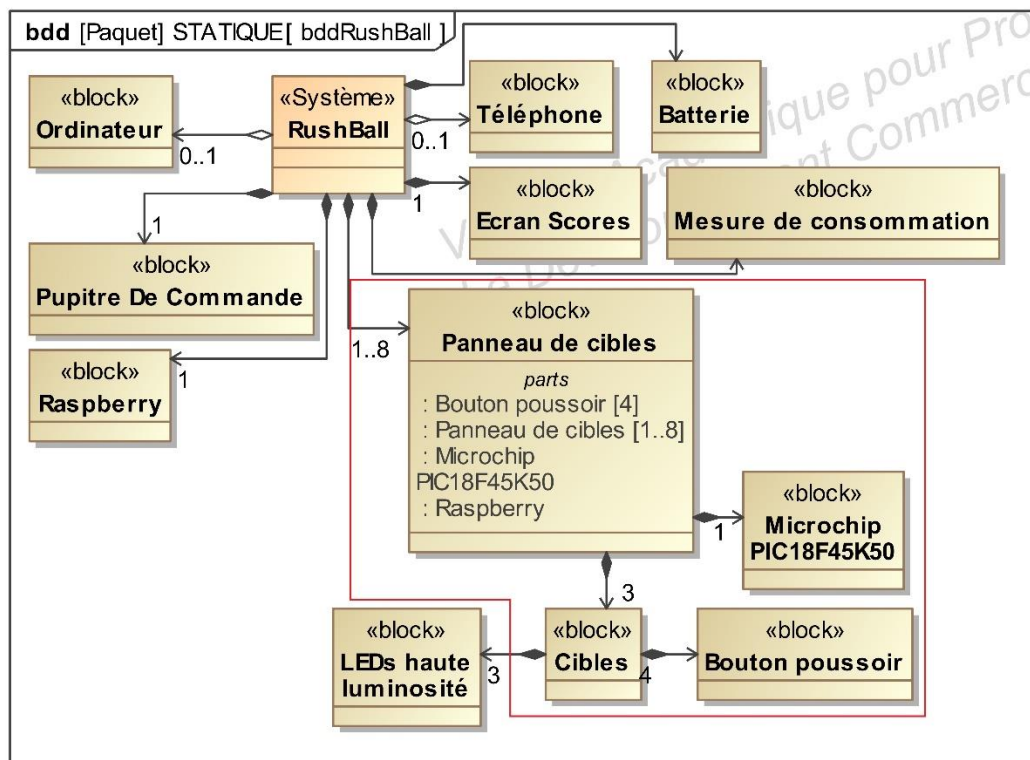 bdd [Paquet] STATIQUE[ bddRushBall ]
«block»
Ordinateur
0..1
«Système»
RushBall
«block»
Téléphone
0..1
«block»
Batterie
«block»
Ecran Scores
1
«block»
Mesure de consommation
1
«block»
Pupitre De Commande
«block»
Raspberry
1
1..8
«block»
Panneau de cibles
parts
: Bouton poussoir [4]
: Panneau de cibles [1..8]
: Microchip
PIC18F45K50
: Raspberry
1
«block»
Microchip
PIC18F45K50
3
«block»
LEDs haute
luminosité
3
«block»
Cibles
4
«block»
Bouton poussoir